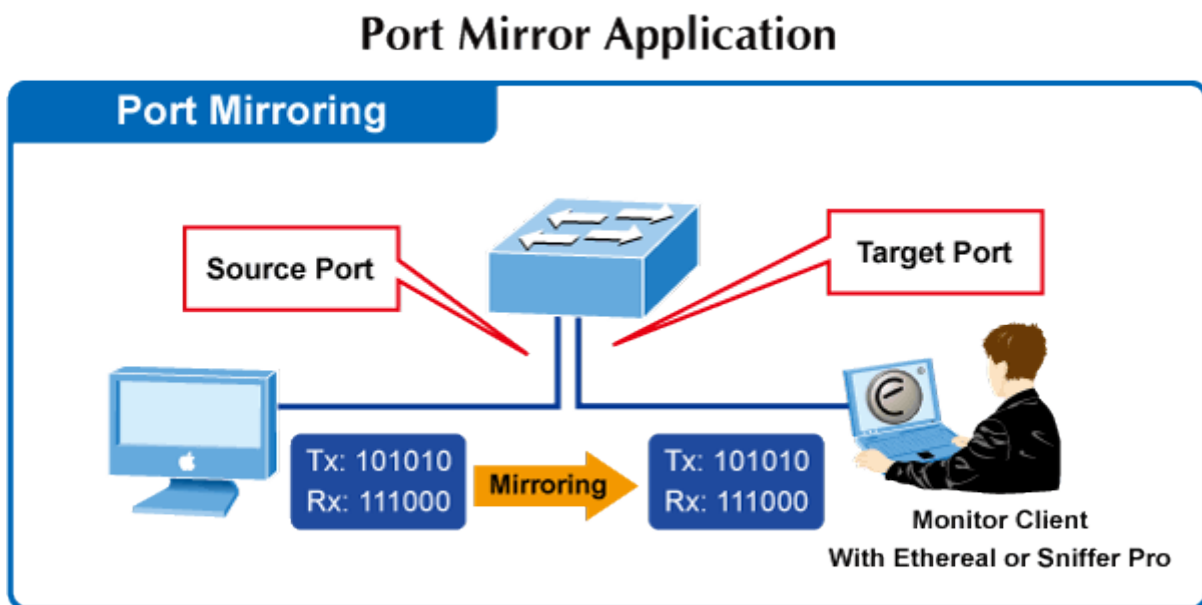 Port Mirror Application
Port Mirroring
Source Port
Target Port
Tx: 101010
Rx: 111000
Mirroring
Tx: 101010
Rx: 111000
Monitor Client
With Ethereal or Sniffer Pro